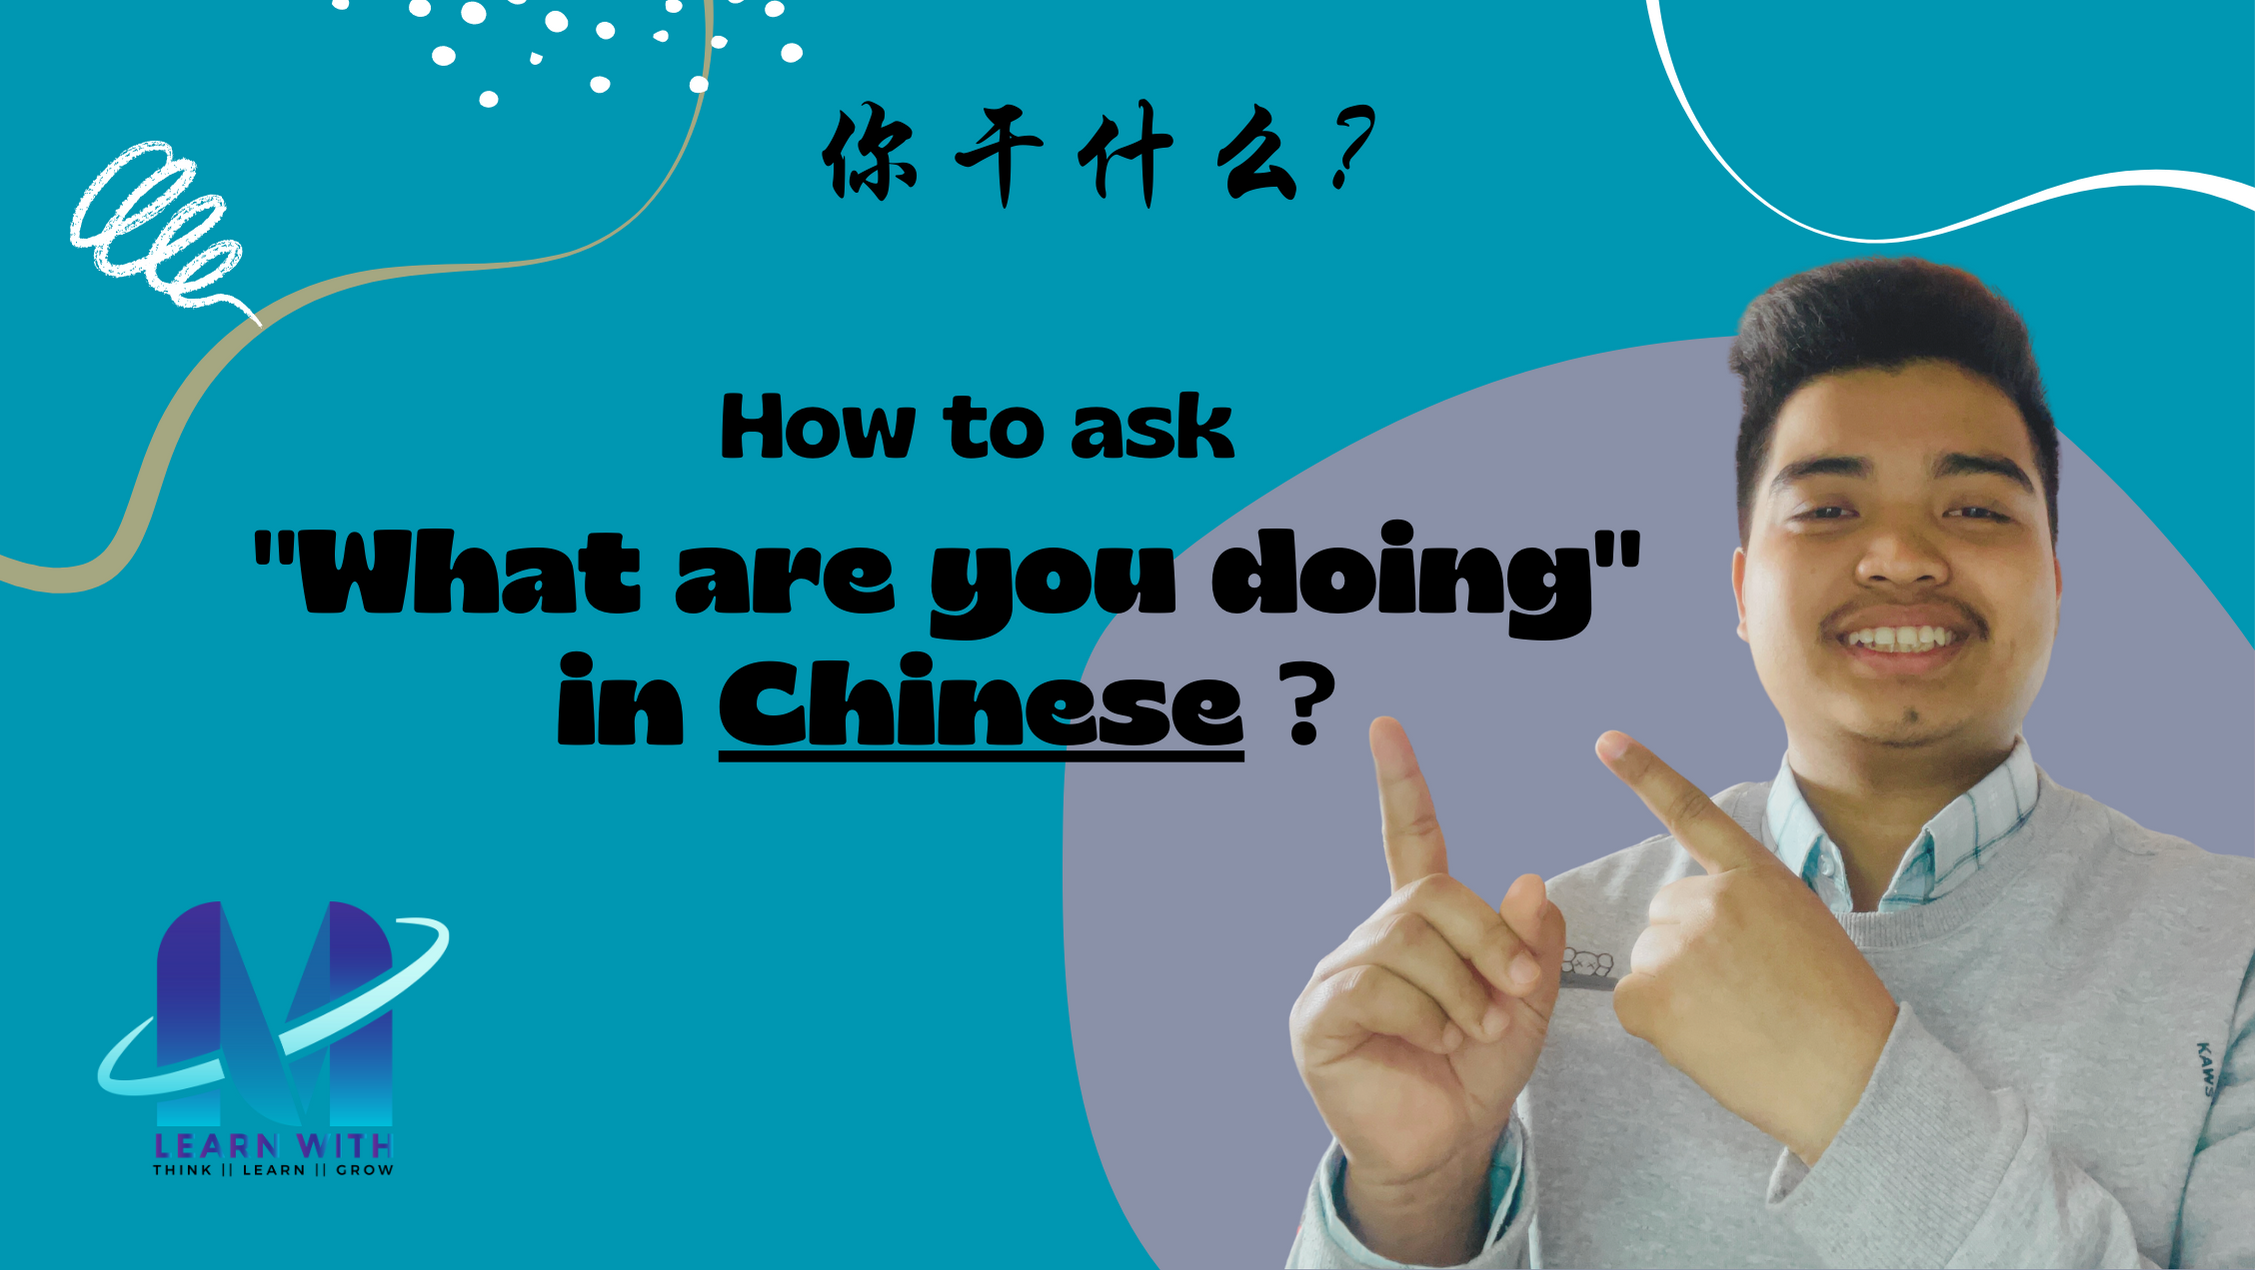 你干什么?
How to ask
"What are you doing"
in Chinese ?
M
LEARN WITH
THINK || LEARN || GROW
KAWS